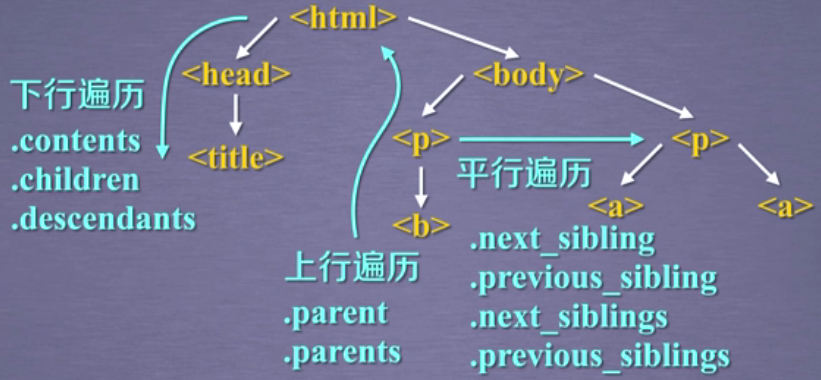 <html>
<head>
<body>
下行遍历
.contents
.children
.descendants
<title>
<p>
<p>
平行遍历
<b>
<a>
<a>
.next_sibling
.previous_sibling
.next_siblings
.previous_siblings
上行遍历
.parent
.parents